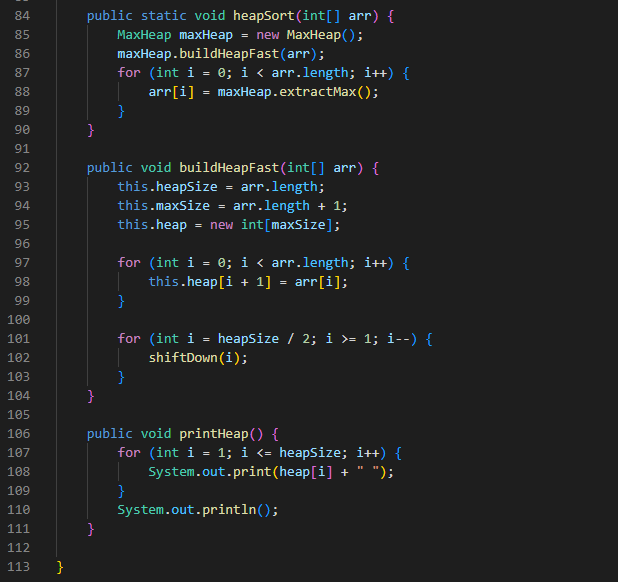 84 public static void heapSort(int[] arr) {
85 MaxHeap maxHeap = new MaxHeap();
86 maxHeap.buildHeapFast(arr);
87 for (int i = 0; i < arr.length; i++) {
88 arr[i] = maxHeap.extractMax();
89 }
90 }
91
92 public void buildHeapFast(int[] arr) {
93 this.heapSize = arr.length;
94 this.maxSize = arr.length + 1;
95 this.heap = new int[maxSize];
96
97 for (int i = 0; i < arr.length; i++) {
98 this.heap[i + 1] = arr[i];
99 }
100
101 for (int i = heapSize / 2; i >= 1; i--) {
102 shiftDown(i);
103 }
104 }
105
106 public void printHeap() {
107 for (int i = 1; i <= heapSize; i++) {
108 System.out.print(heap[i] + " ");
109 }
110 System.out.println();
111 }
112
113 }